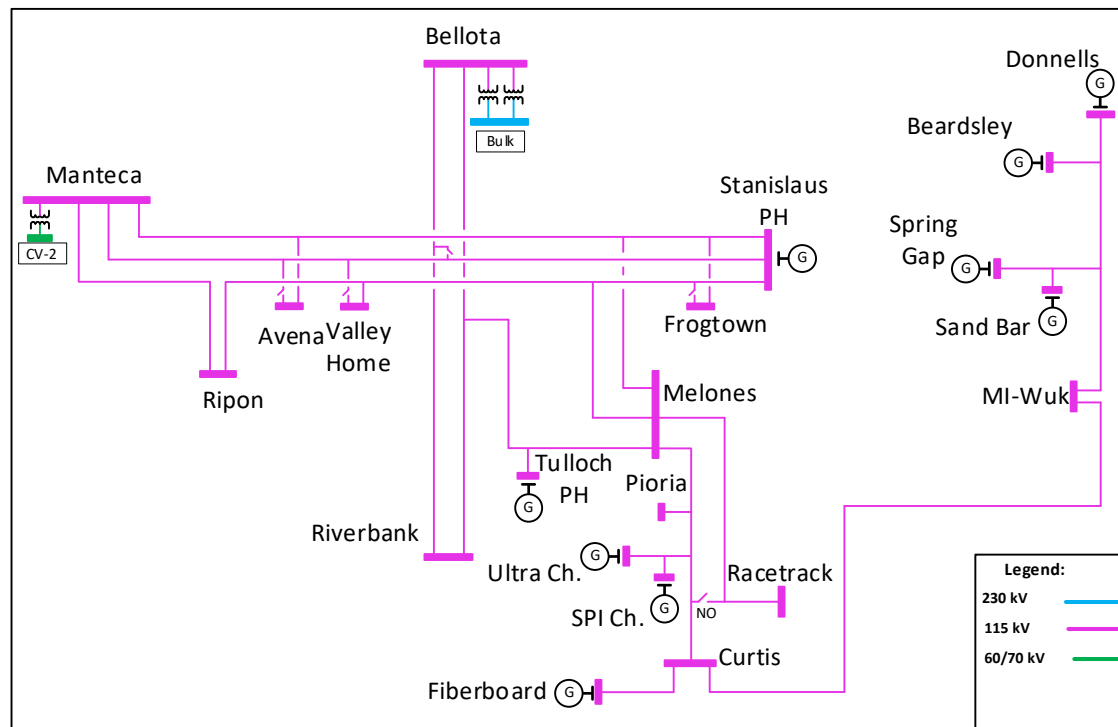 Bellota
Donnells
G
Beardsley
G
Bulk
Manteca
Stanislaus
PH
CV-2
G
Spring
Gap
G
Sand Bar
G
Avena
Valley
Home
Frogtown
Ripon
Melones
MI-Wuk
Tulloch
PH
G
Pioria
Riverbank
Ultra Ch.
G
SPI Ch.
G
Racetrack
NO
Curtis
Fiberboard
G
Legend:
230 kV
115 kV
60/70 kV